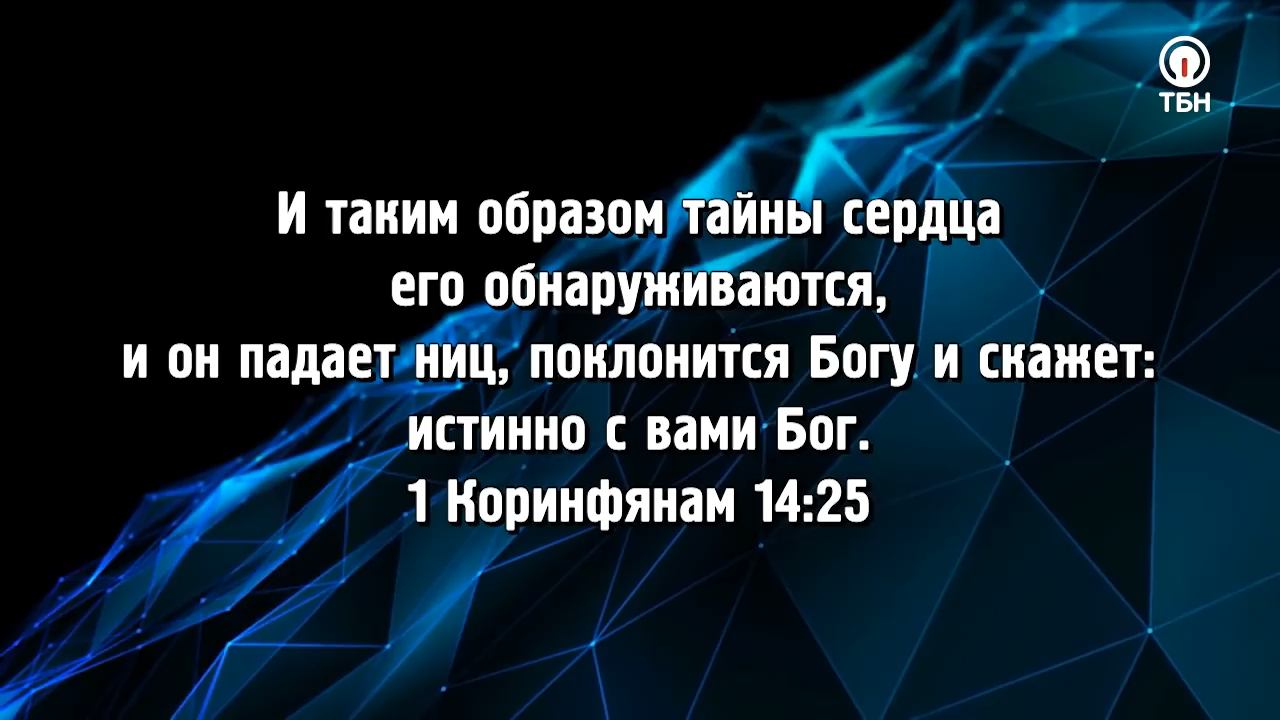 ТБН
И таким образом тайны сердца
его обнаруживаются,
и он падает ниц, поклонится Богу и скажет:
истинно с вами Бог.
1 Коринфянам 14:25